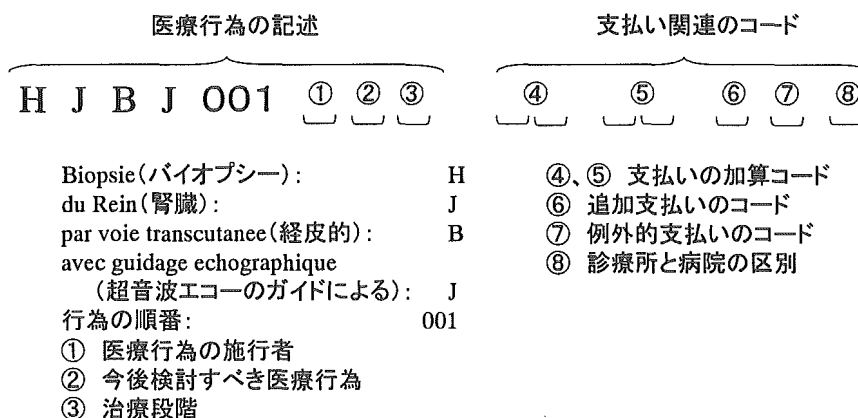 医療行為の記述 支払い関連のコード
H J B J 001 ① ② ③ ④ ⑤ ⑥ ⑦ ⑧
Biopsie(バイオプシー): H
du Rein(腎臓): J
par voie transcutanee(経皮的): B
avec guidage echographique
(超音波エコーのガイドによる): J
行為の順番: 001
① 医療行為の施行者
② 今後検討すべき医療行為
③ 治療段階
④、⑤ 支払いの加算コード
⑥ 追加支払いのコード
⑦ 例外的支払いのコード
⑧ 診療所と病院の区別